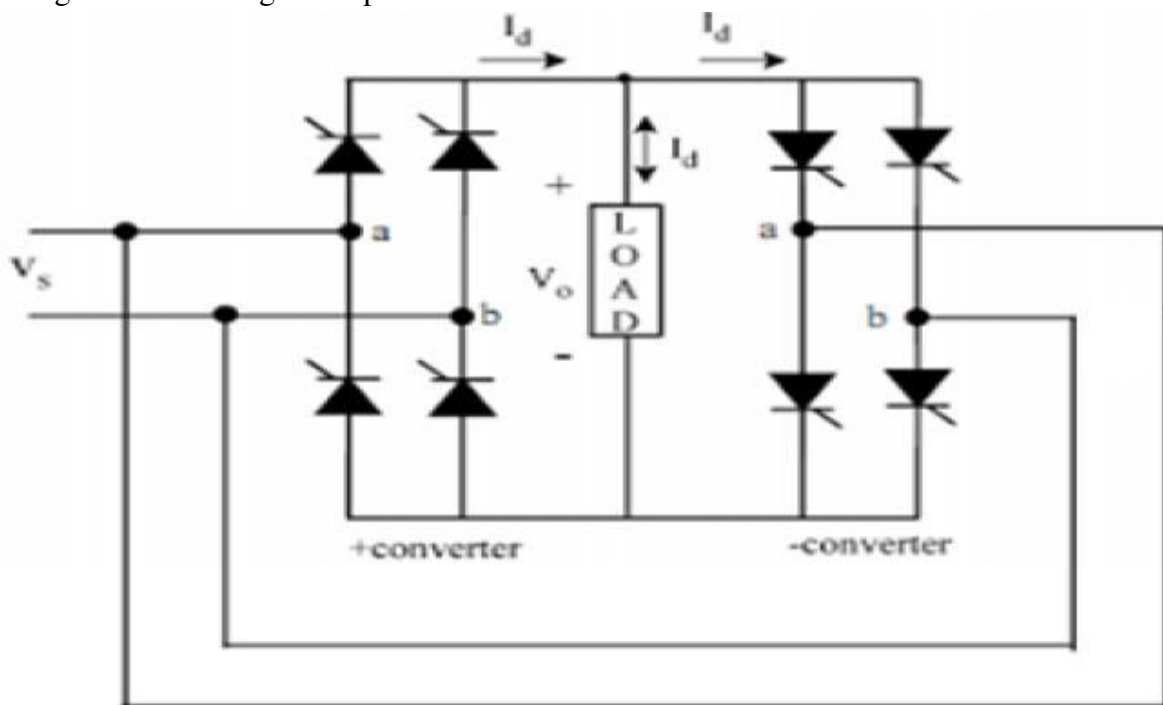 I_d
I_d
I_d
a
a
V_s
+
V_o
-
LOAD
b
b
+converter
-converter